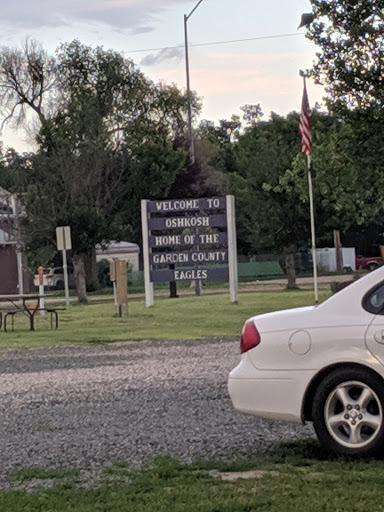 WELCOME TO
OSHKOSH
HOME OF THE
GARDEN COUNTY
EAGLES